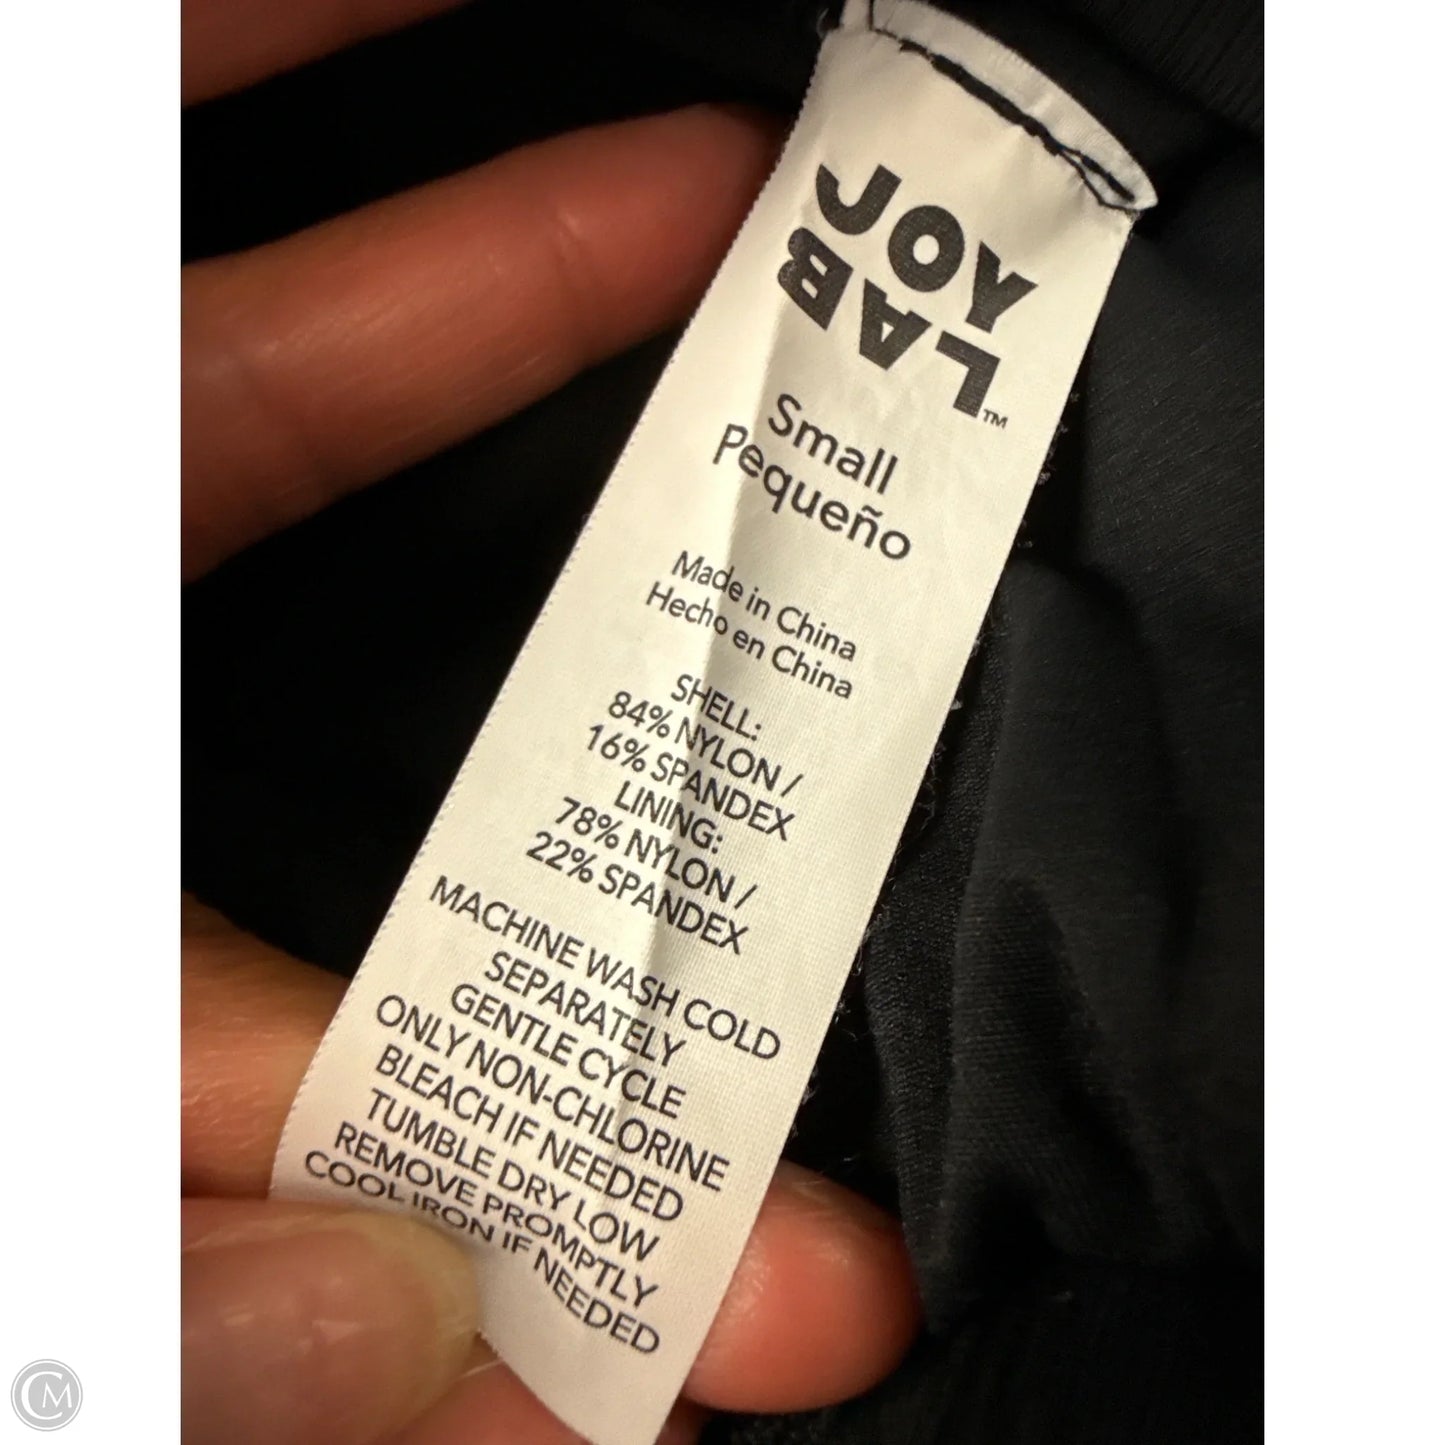 JOY
LAB™
Small
Pequeño
Made in China
Hecho en China
SHELL:
84% NYLON /
16% SPANDEX
LINING:
78% NYLON /
22% SPANDEX
MACHINE WASH COLD
SEPARATELY
GENTLE CYCLE
ONLY NON-CHLORINE
BLEACH IF NEEDED
TUMBLE DRY LOW
REMOVE PROMPTLY
COOL IRON IF NEEDED
CM